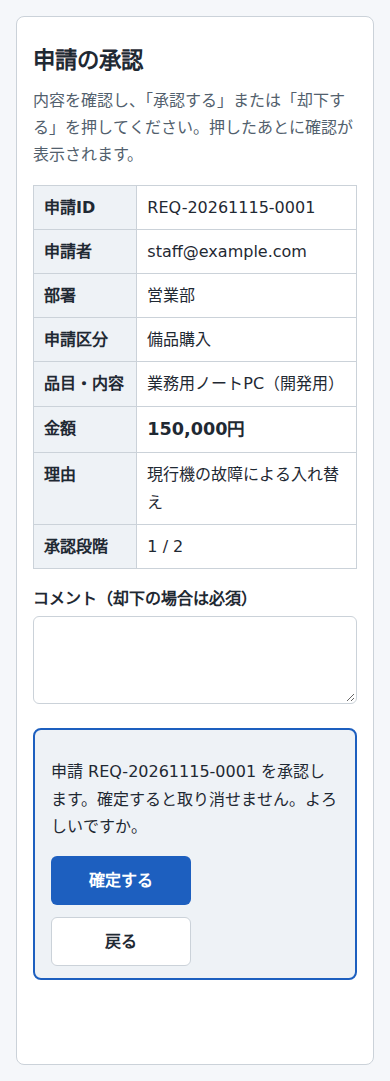 申請の承認
内容を確認し、「承認する」または「却下す
る」を押してください。押したあとに確認が
表示されます。
申請ID REQ-20261115-0001
申請者 staff@example.com
部署 営業部
申請区分 備品購入
品目・内容 業務用ノートPC（開発用）
金額 150,000円
理由 現行機の故障による入れ替
え
承認段階 1 / 2
コメント（却下の場合は必須）
申請 REQ-20261115-0001 を承認し
ます。確定すると取り消せません。よろ
しいですか。
確定する
戻る